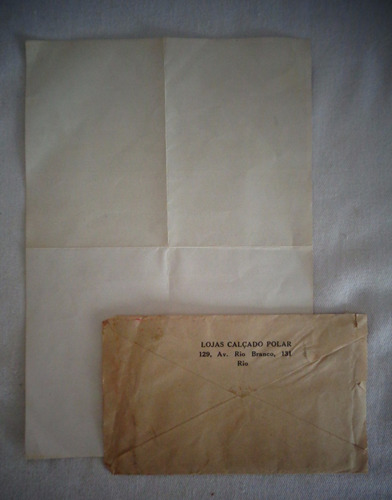 LOJAS CALÇADO POLAR
129, Av. Rio Branco, 131
Rio